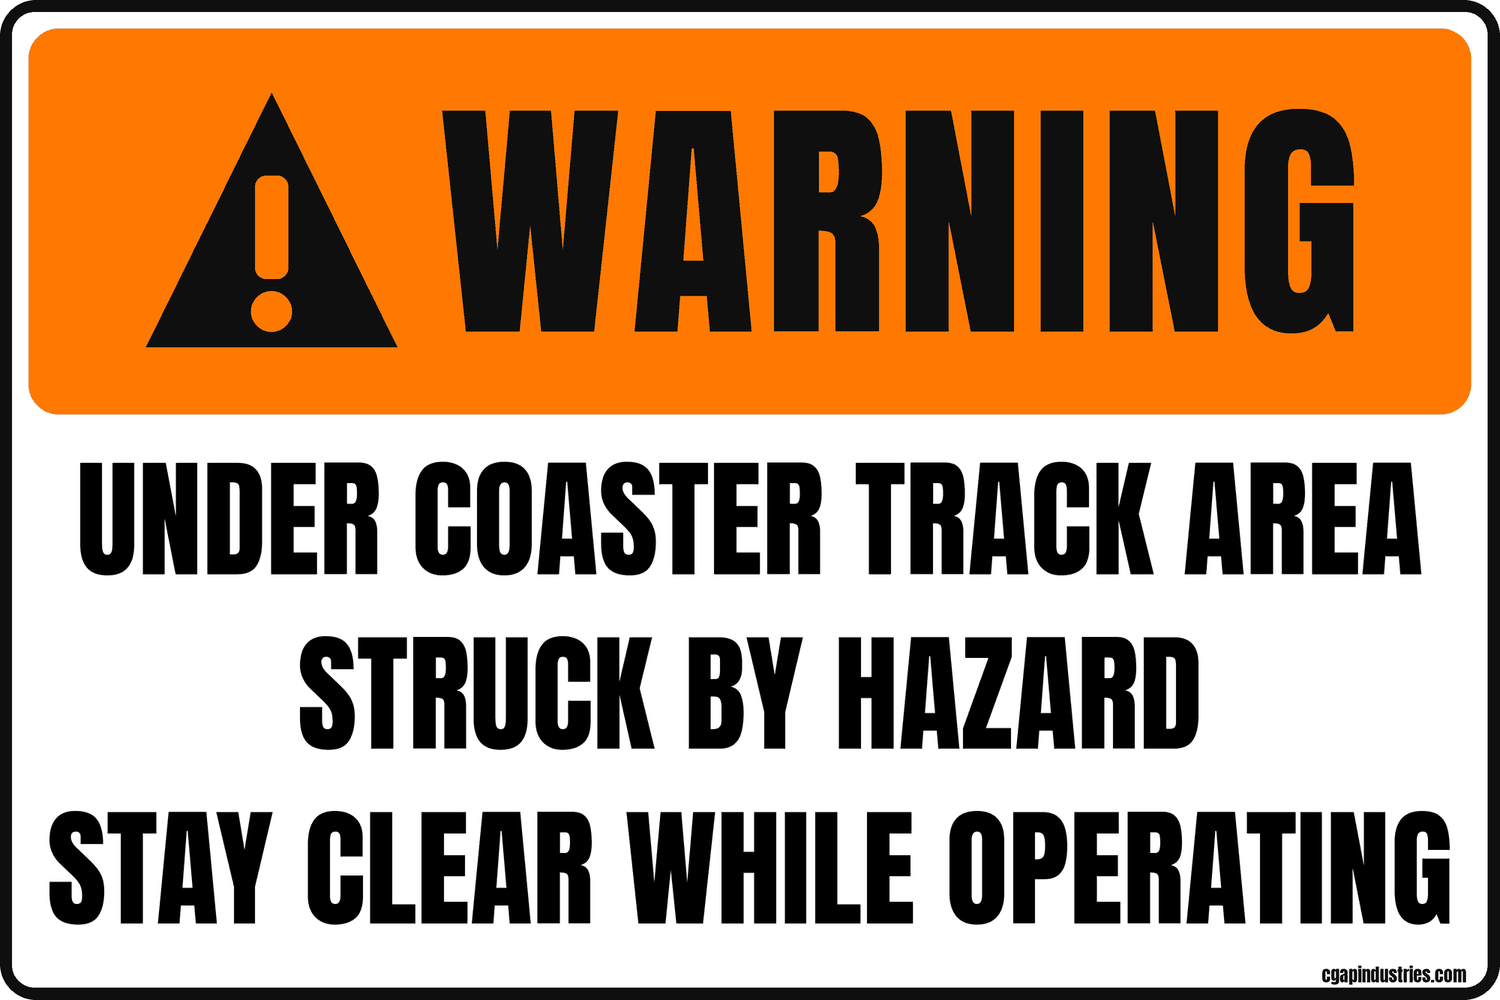 WARNING
UNDER COASTER TRACK AREA
STRUCK BY HAZARD
STAY CLEAR WHILE OPERATING
cgapindustries.com